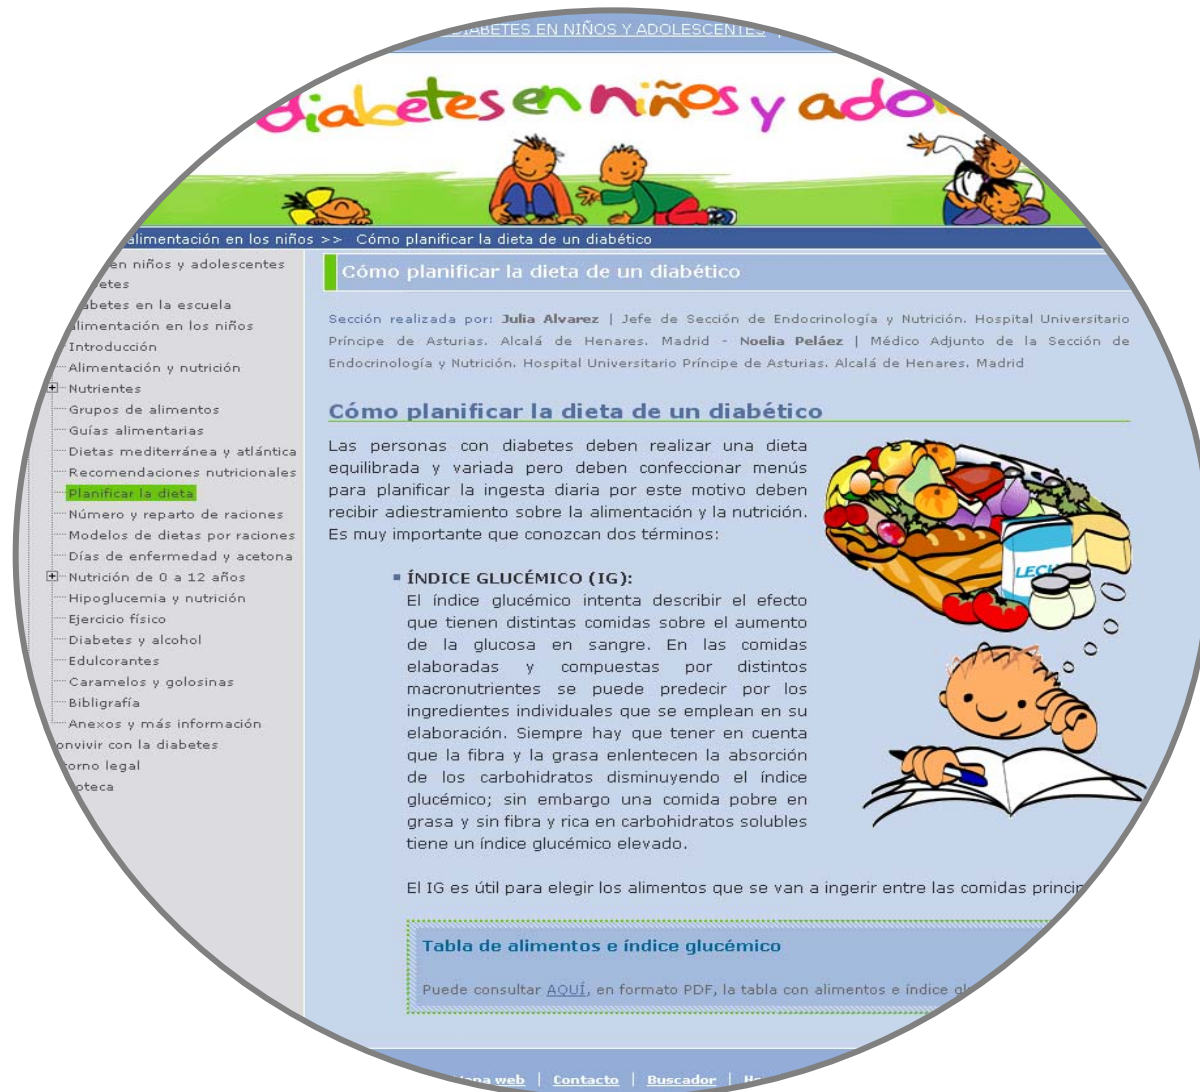 DIABETES EN NIÑOS Y ADOLESCENTES
diabetes en niños y
alimentación en los niños >> Cómo planificar la dieta de un diabético
en niños y adolescentes
en la escuela
alimentación en los niños
Introducción
Alimentación y nutrición
Nutrientes
Grupos de alimentos
Guías alimentarias
Dietas mediterránea y atlántica
Recomendaciones nutricionales
Planificar la dieta
Número y reparto de raciones
Modelos de dietas por raciones
Días de enfermedad y acetona
Nutrición de 0 a 12 años
Hipoglucemia y nutrición
Ejercicio físico
Diabetes y alcohol
Edulcorantes
Caramelos y golosinas
Bibligrafía
Anexos y más información
con la diabetes
legal
Cómo planificar la dieta de un diabético
Sección realizada por: Julia Alvarez | Jefe de Sección de Endocrinología y Nutrición. Hospital Universitario
Príncipe de Asturias. Alcalá de Henares. Madrid - Noelia Peláez | Médico Adjunto de la Sección de
Endocrinología y Nutrición. Hospital Universitario Príncipe de Asturias. Alcalá de Henares. Madrid
Cómo planificar la dieta de un diabético
Las personas con diabetes deben realizar una dieta
equilibrada y variada pero deben confeccionar menús
para planificar la ingesta diaria por este motivo deben
recibir adiestramiento sobre la alimentación y la nutrición.
Es muy importante que conozcan dos términos:
ÍNDICE GLUCÉMICO (IG):
El índice glucémico intenta describir el efecto
que tienen distintas comidas sobre el aumento
de la glucosa en sangre. En las comidas
elaboradas y compuestas por distintos
macronutrientes se puede predecir por los
ingredientes individuales que se emplean en su
elaboración. Siempre hay que tener en cuenta
que la fibra y la grasa enlentecen la absorción
de los carbohidratos disminuyendo el índice
glucémico; sin embargo una comida pobre en
grasa y sin fibra y rica en carbohidratos solubles
tiene un índice glucémico elevado.
El IG es útil para elegir los alimentos que se van a ingerir entre las comidas
Tabla de alimentos e índice glucémico
Puede consultar AQUÍ, en formato PDF, la tabla con alimentos e índice
web | Contacto | Buscador |